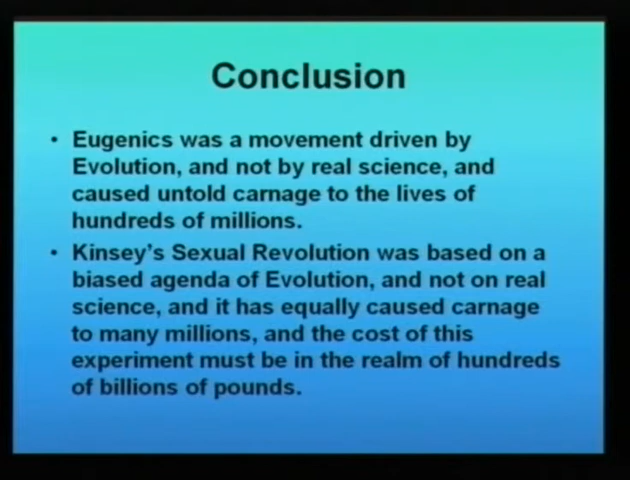 Conclusion
• Eugenics was a movement driven by
Evolution, and not by real science, and
caused untold carnage to the lives of
hundreds of millions.
• Kinsey's Sexual Revolution was based on a
biased agenda of Evolution, and not on real
science, and it has equally caused carnage
to many millions, and the cost of this
experiment must be in the realm of hundreds
of billions of pounds.